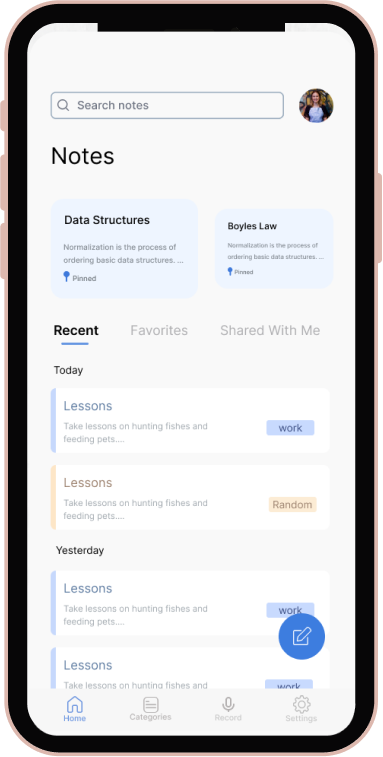 Search notes
Notes
Data Structures
Normalization is the process of
ordering basic data structures. ...
Pinned
Boyles Law
Normalization is the process of
ordering basic data structures. ...
Pinned
Recent Favorites Shared With Me
Today
Lessons
Take lessons on hunting fishes and
feeding pets....
work
Lessons
Take lessons on hunting fishes and
feeding pets....
Random
Yesterday
Lessons
Take lessons on hunting fishes and
feeding pets....
work
Lessons
Take lessons on hunting fishes and
work
Home Categories Record Settings